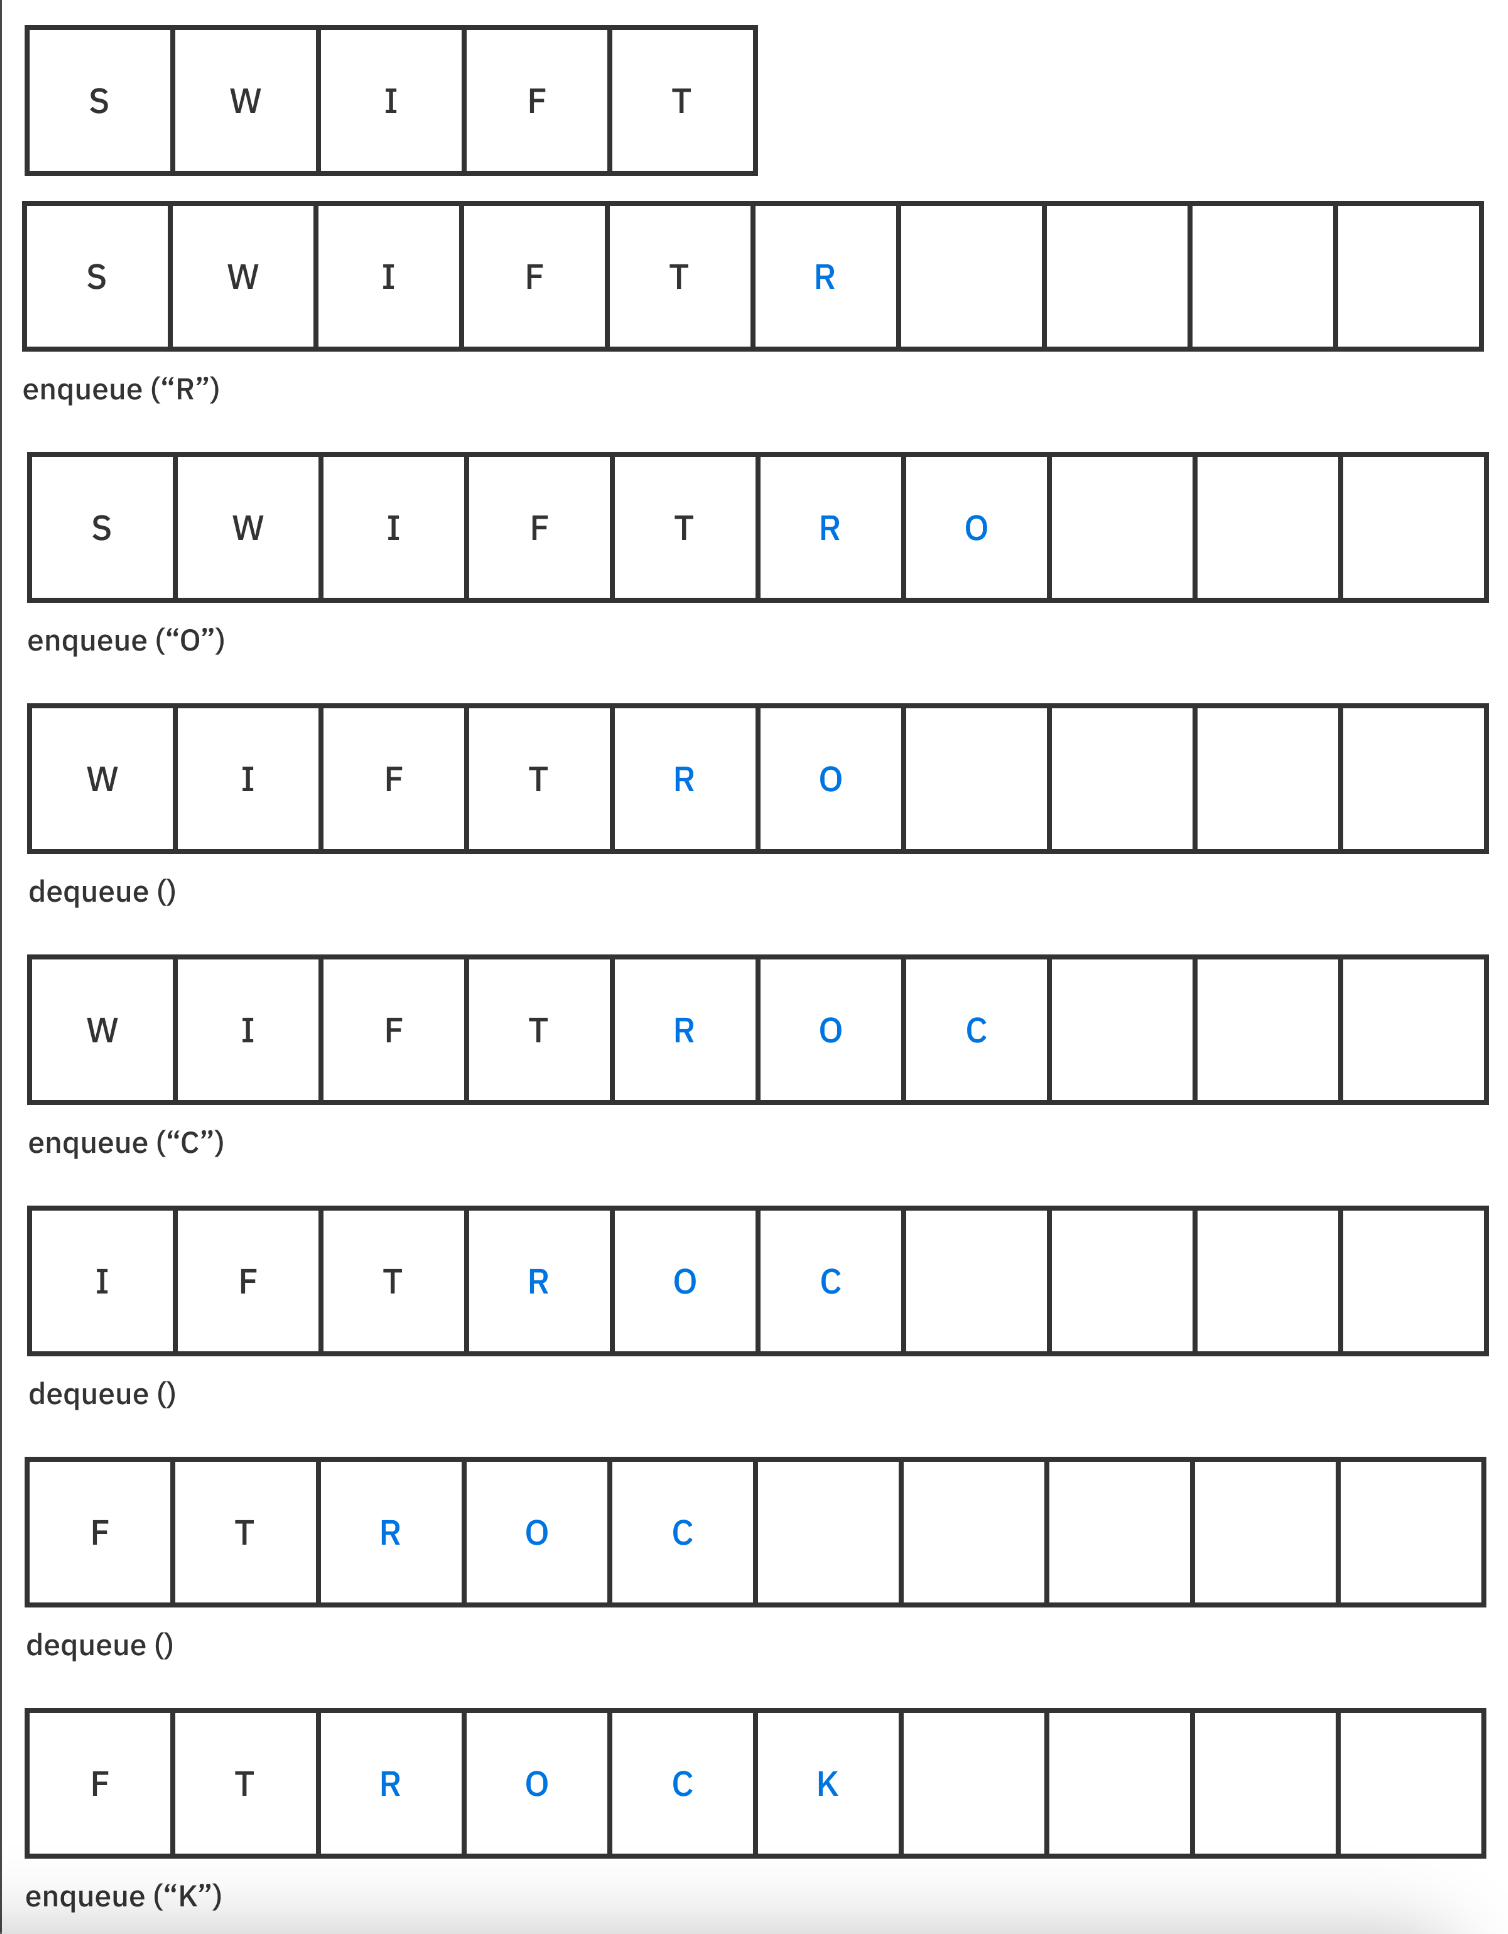 S W I F T
S W I F T R
enqueue (“R”)
S W I F T R O
enqueue (“O”)
W I F T R O
dequeue ()
W I F T R O C
enqueue (“C”)
I F T R O C
dequeue ()
F T R O C
dequeue ()
F T R O C K
enqueue (“K”)